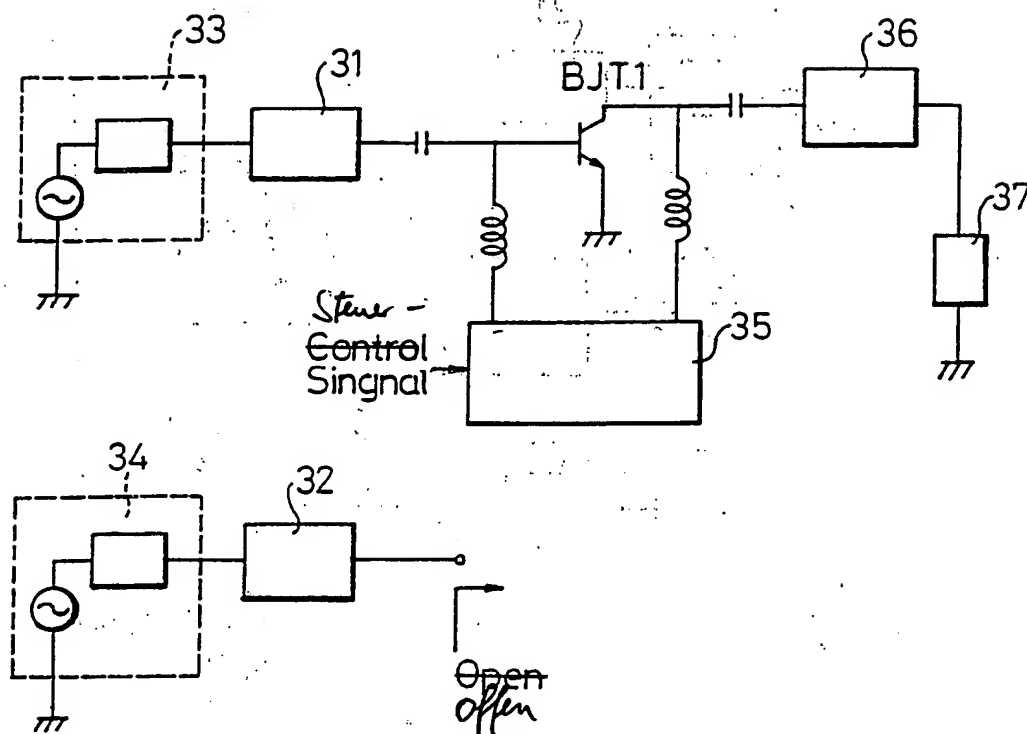 33
31
BJT1
36
37
Steuer-
Control
Singnal
35
34
32
Open
offen